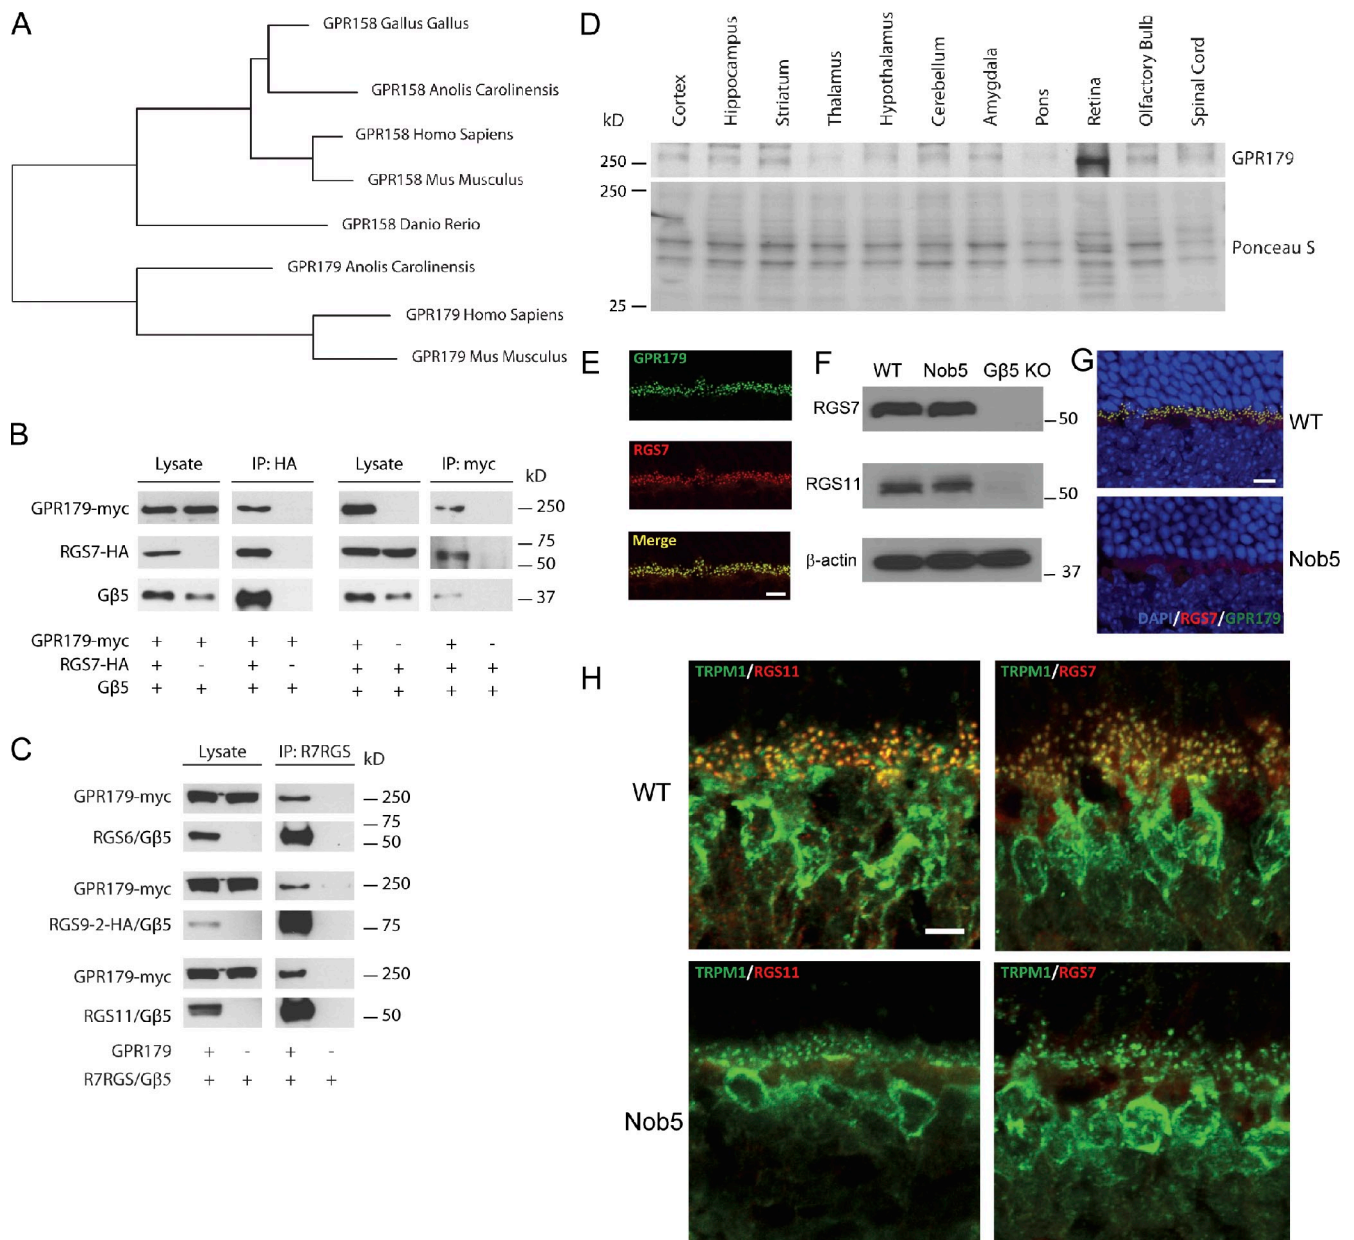 A
GPR158 Gallus Gallus
GPR158 Anolis Carolinensis
GPR158 Homo Sapiens
GPR158 Mus Musculus
GPR158 Danio Rerio
GPR179 Anolis Carolinensis
GPR179 Homo Sapiens
GPR179 Mus Musculus
B
Lysate IP: HA Lysate IP: myc kD
GPR179-myc 250
RGS7-HA 75
50
Gβ5 37
GPR179-myc + + + + + - + -
RGS7-HA + - + - + + + +
Gβ5 + + + + + + + +
C
Lysate IP: R7RGS kD
GPR179-myc 250
75
RGS6/Gβ5 50
GPR179-myc 250
RGS9-2-HA/Gβ5 75
GPR179-myc 250
RGS11/Gβ5 50
GPR179 + - + -
R7RGS/Gβ5 + + + +
D
kD Cortex Hippocampus Striatum Thalamus Hypothalamus Cerebellum Amygdala Pons Retina Olfactory Bulb Spinal Cord
250 GPR179
250
Ponceau S
25
E
GPR179
RGS7
Merge
F
WT Nob5 Gβ5 KO
RGS7 50
RGS11 50
β-actin 37
G
WT
Nob5
DAPI/RGS7/GPR179
H
TRPM1/RGS11 TRPM1/RGS7
WT
TRPM1/RGS11 TRPM1/RGS7
Nob5